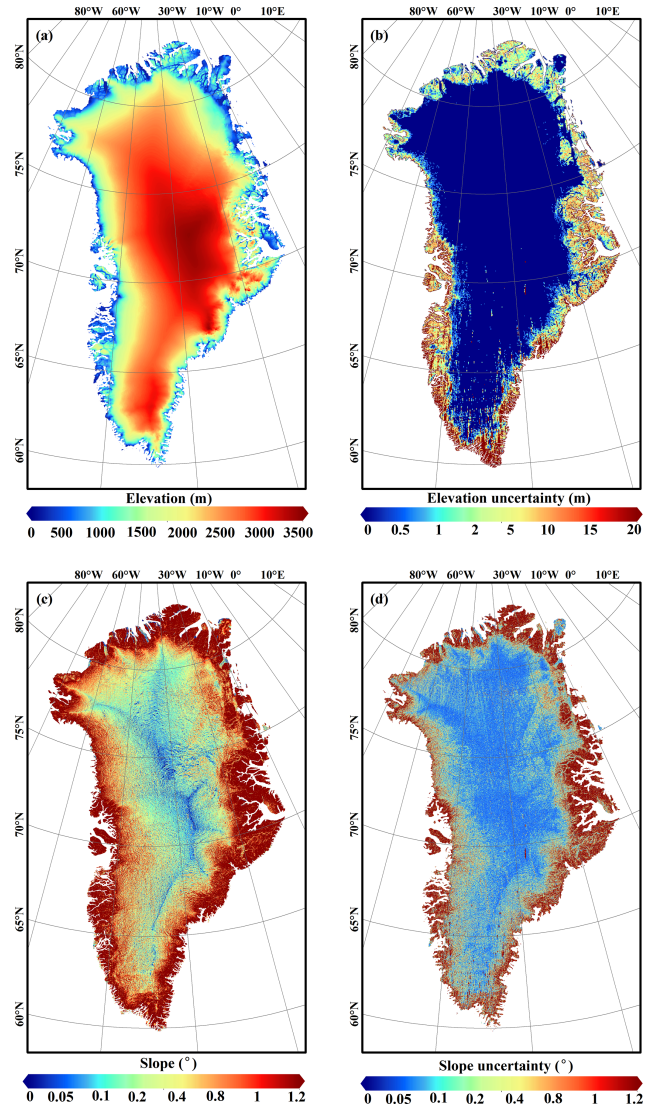 80°W 60°W 30°W 10°W 0° 10°E
80°W 60°W 30°W 10°W 0° 10°E
(a)
(b)
80°N
75°N
70°N
65°N
60°N
80°N
75°N
70°N
65°N
60°N
Elevation (m)
0 500 1000 1500 2000 2500 3000 3500
Elevation uncertainty (m)
0 0.5 1 2 5 10 15 20
80°W 60°W 30°W 10°W 0° 10°E
80°W 60°W 30°W 10°W 0° 10°E
(c)
(d)
80°N
75°N
70°N
65°N
60°N
80°N
75°N
70°N
65°N
60°N
Slope (°)
0 0.05 0.1 0.2 0.4 0.8 1 1.2
Slope uncertainty (°)
0 0.05 0.1 0.2 0.4 0.8 1 1.2